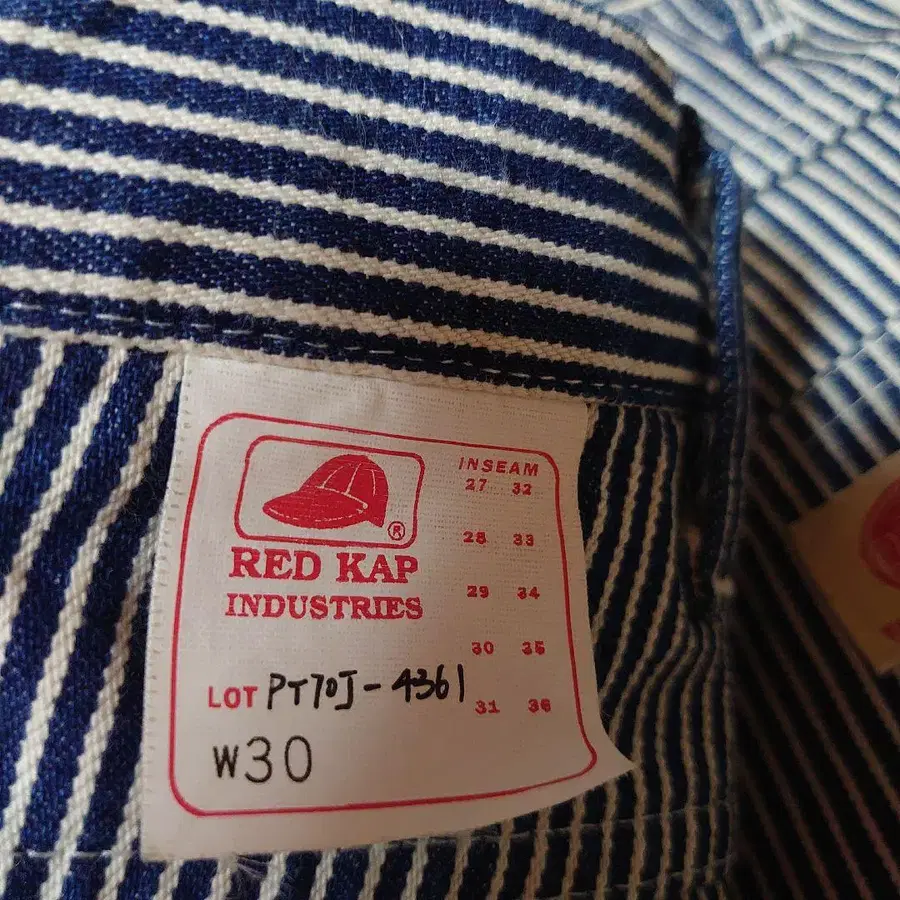 ®
RED KAP
INDUSTRIES
LOT PT70J-4361
W30
INSEAM
27 32
28 33
29 34
30 35
31 36